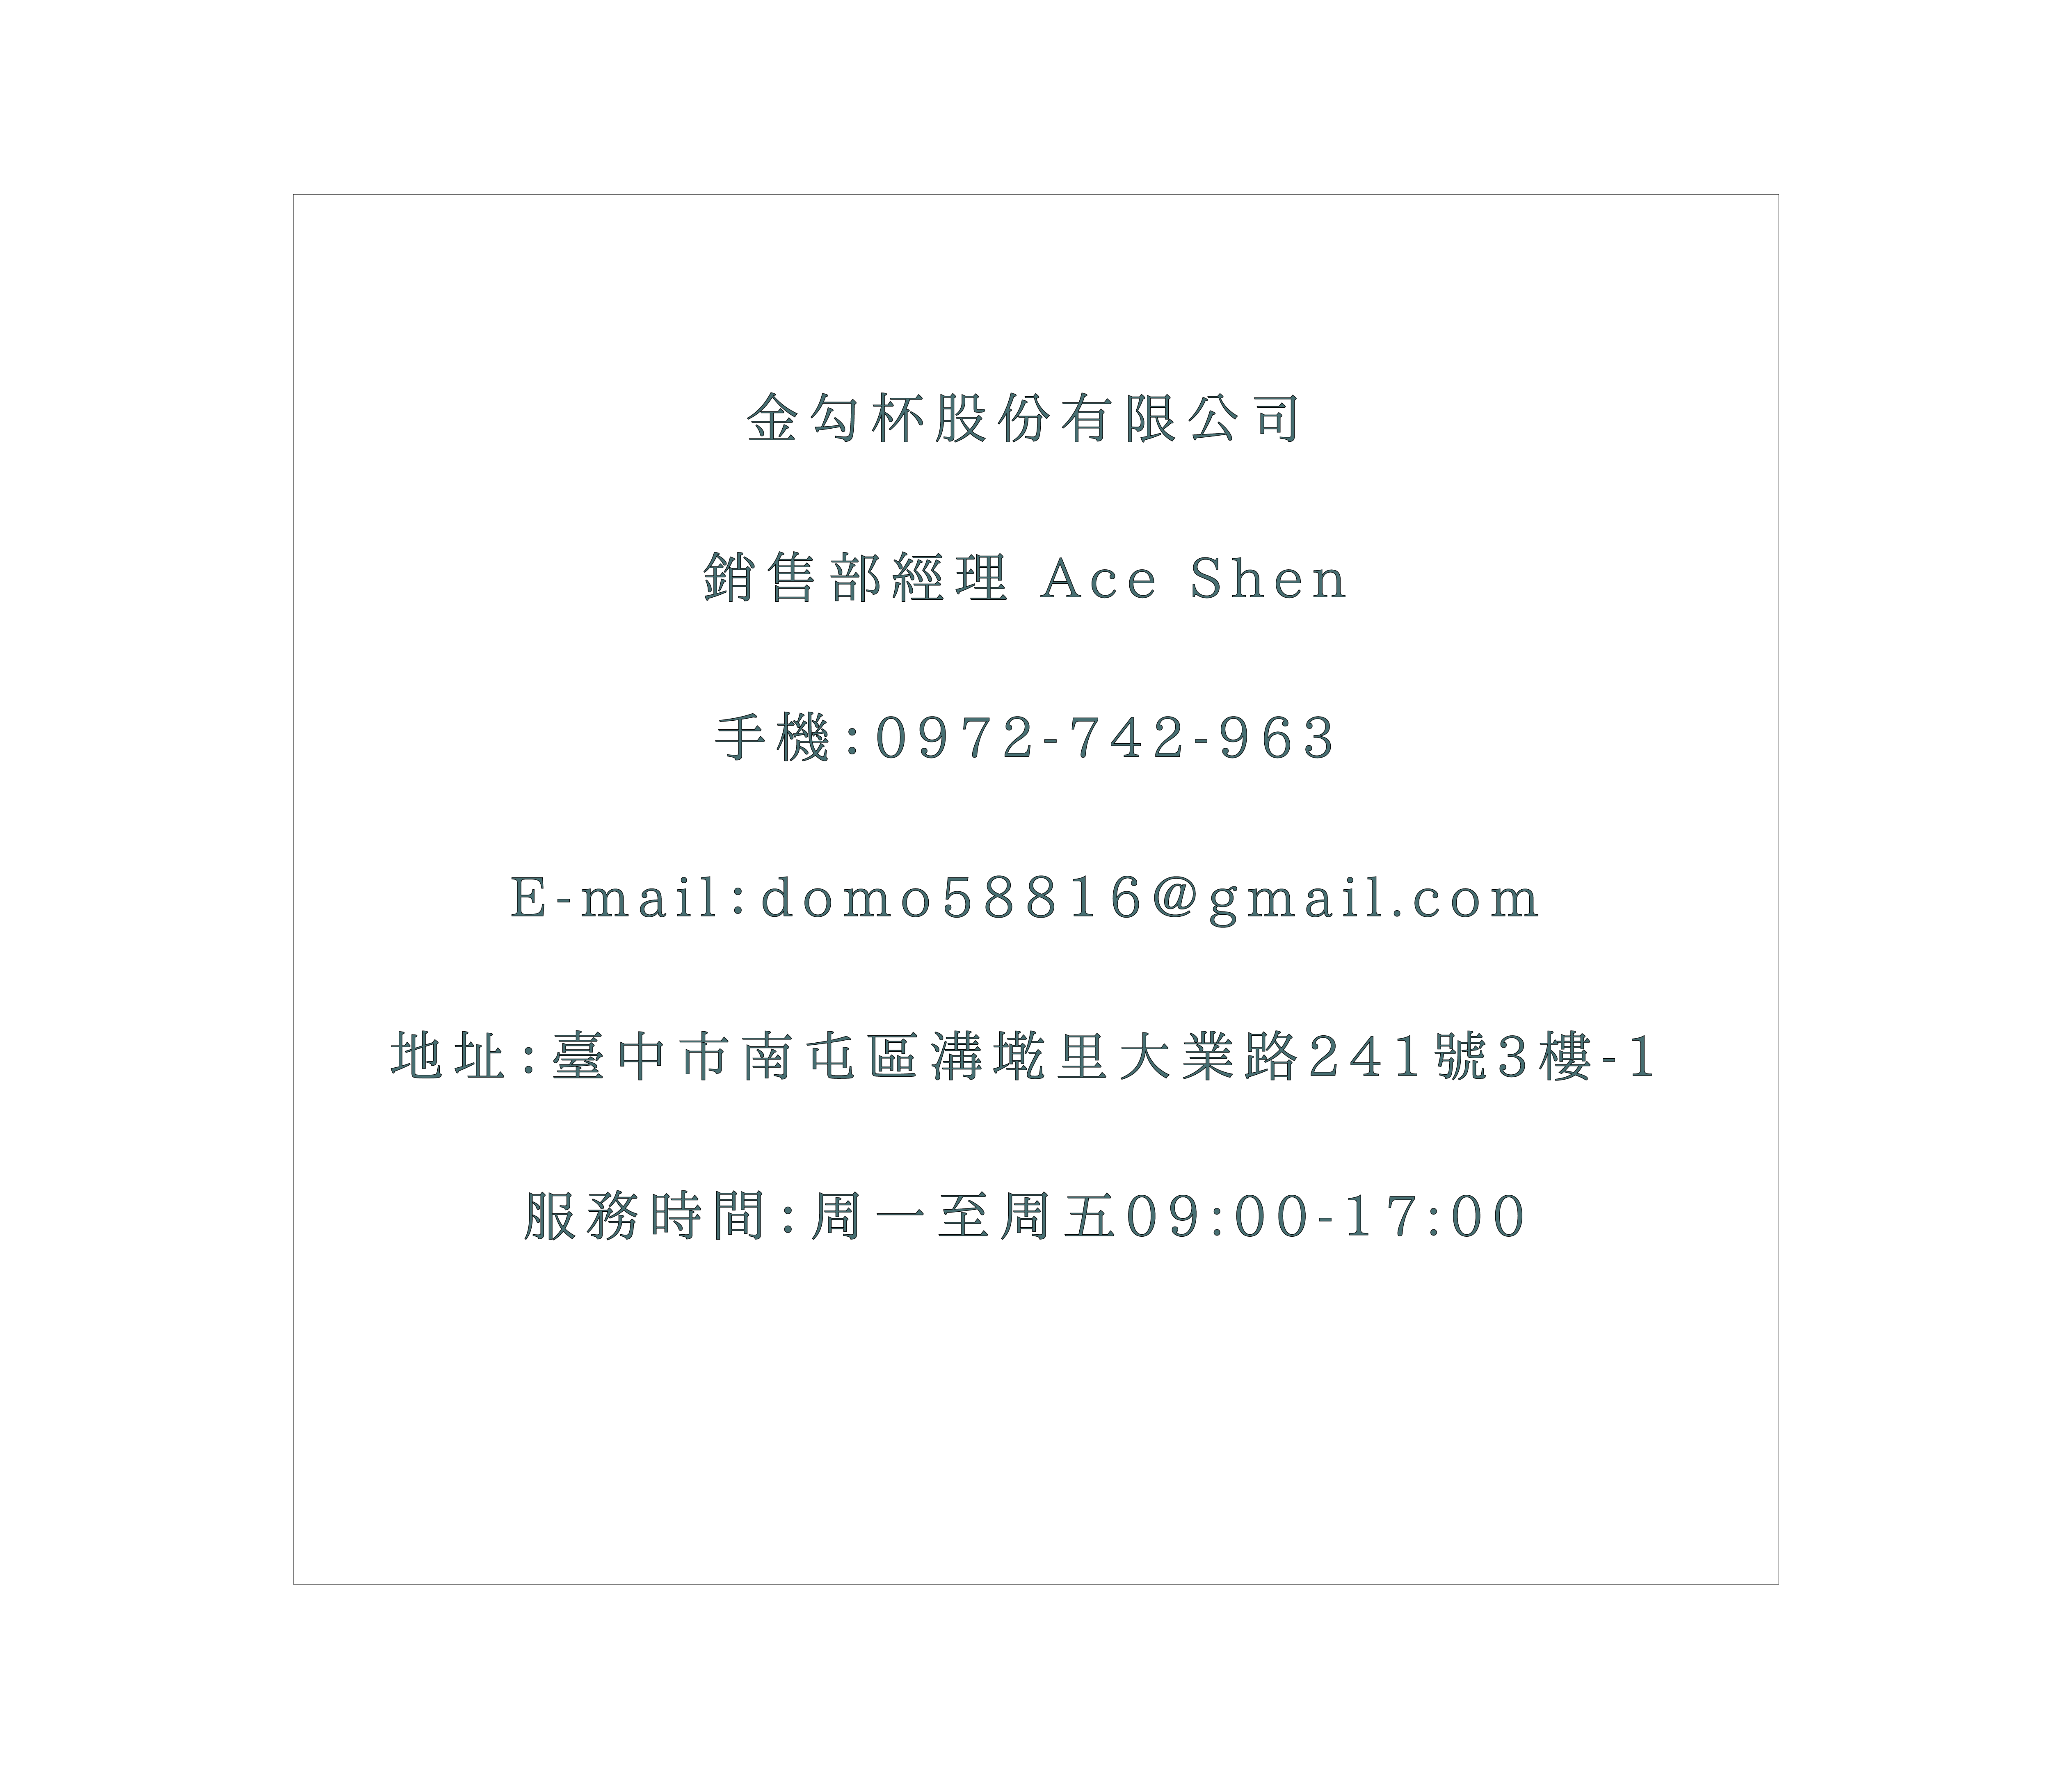 金勾杯股份有限公司
銷售部經理 Ace Shen
手機:0972-742-963
E-mail:domo58816@gmail.com
地址:臺中市南屯區溝墘里大業路241號3樓-1
服務時間:周一至周五09:00-17:00